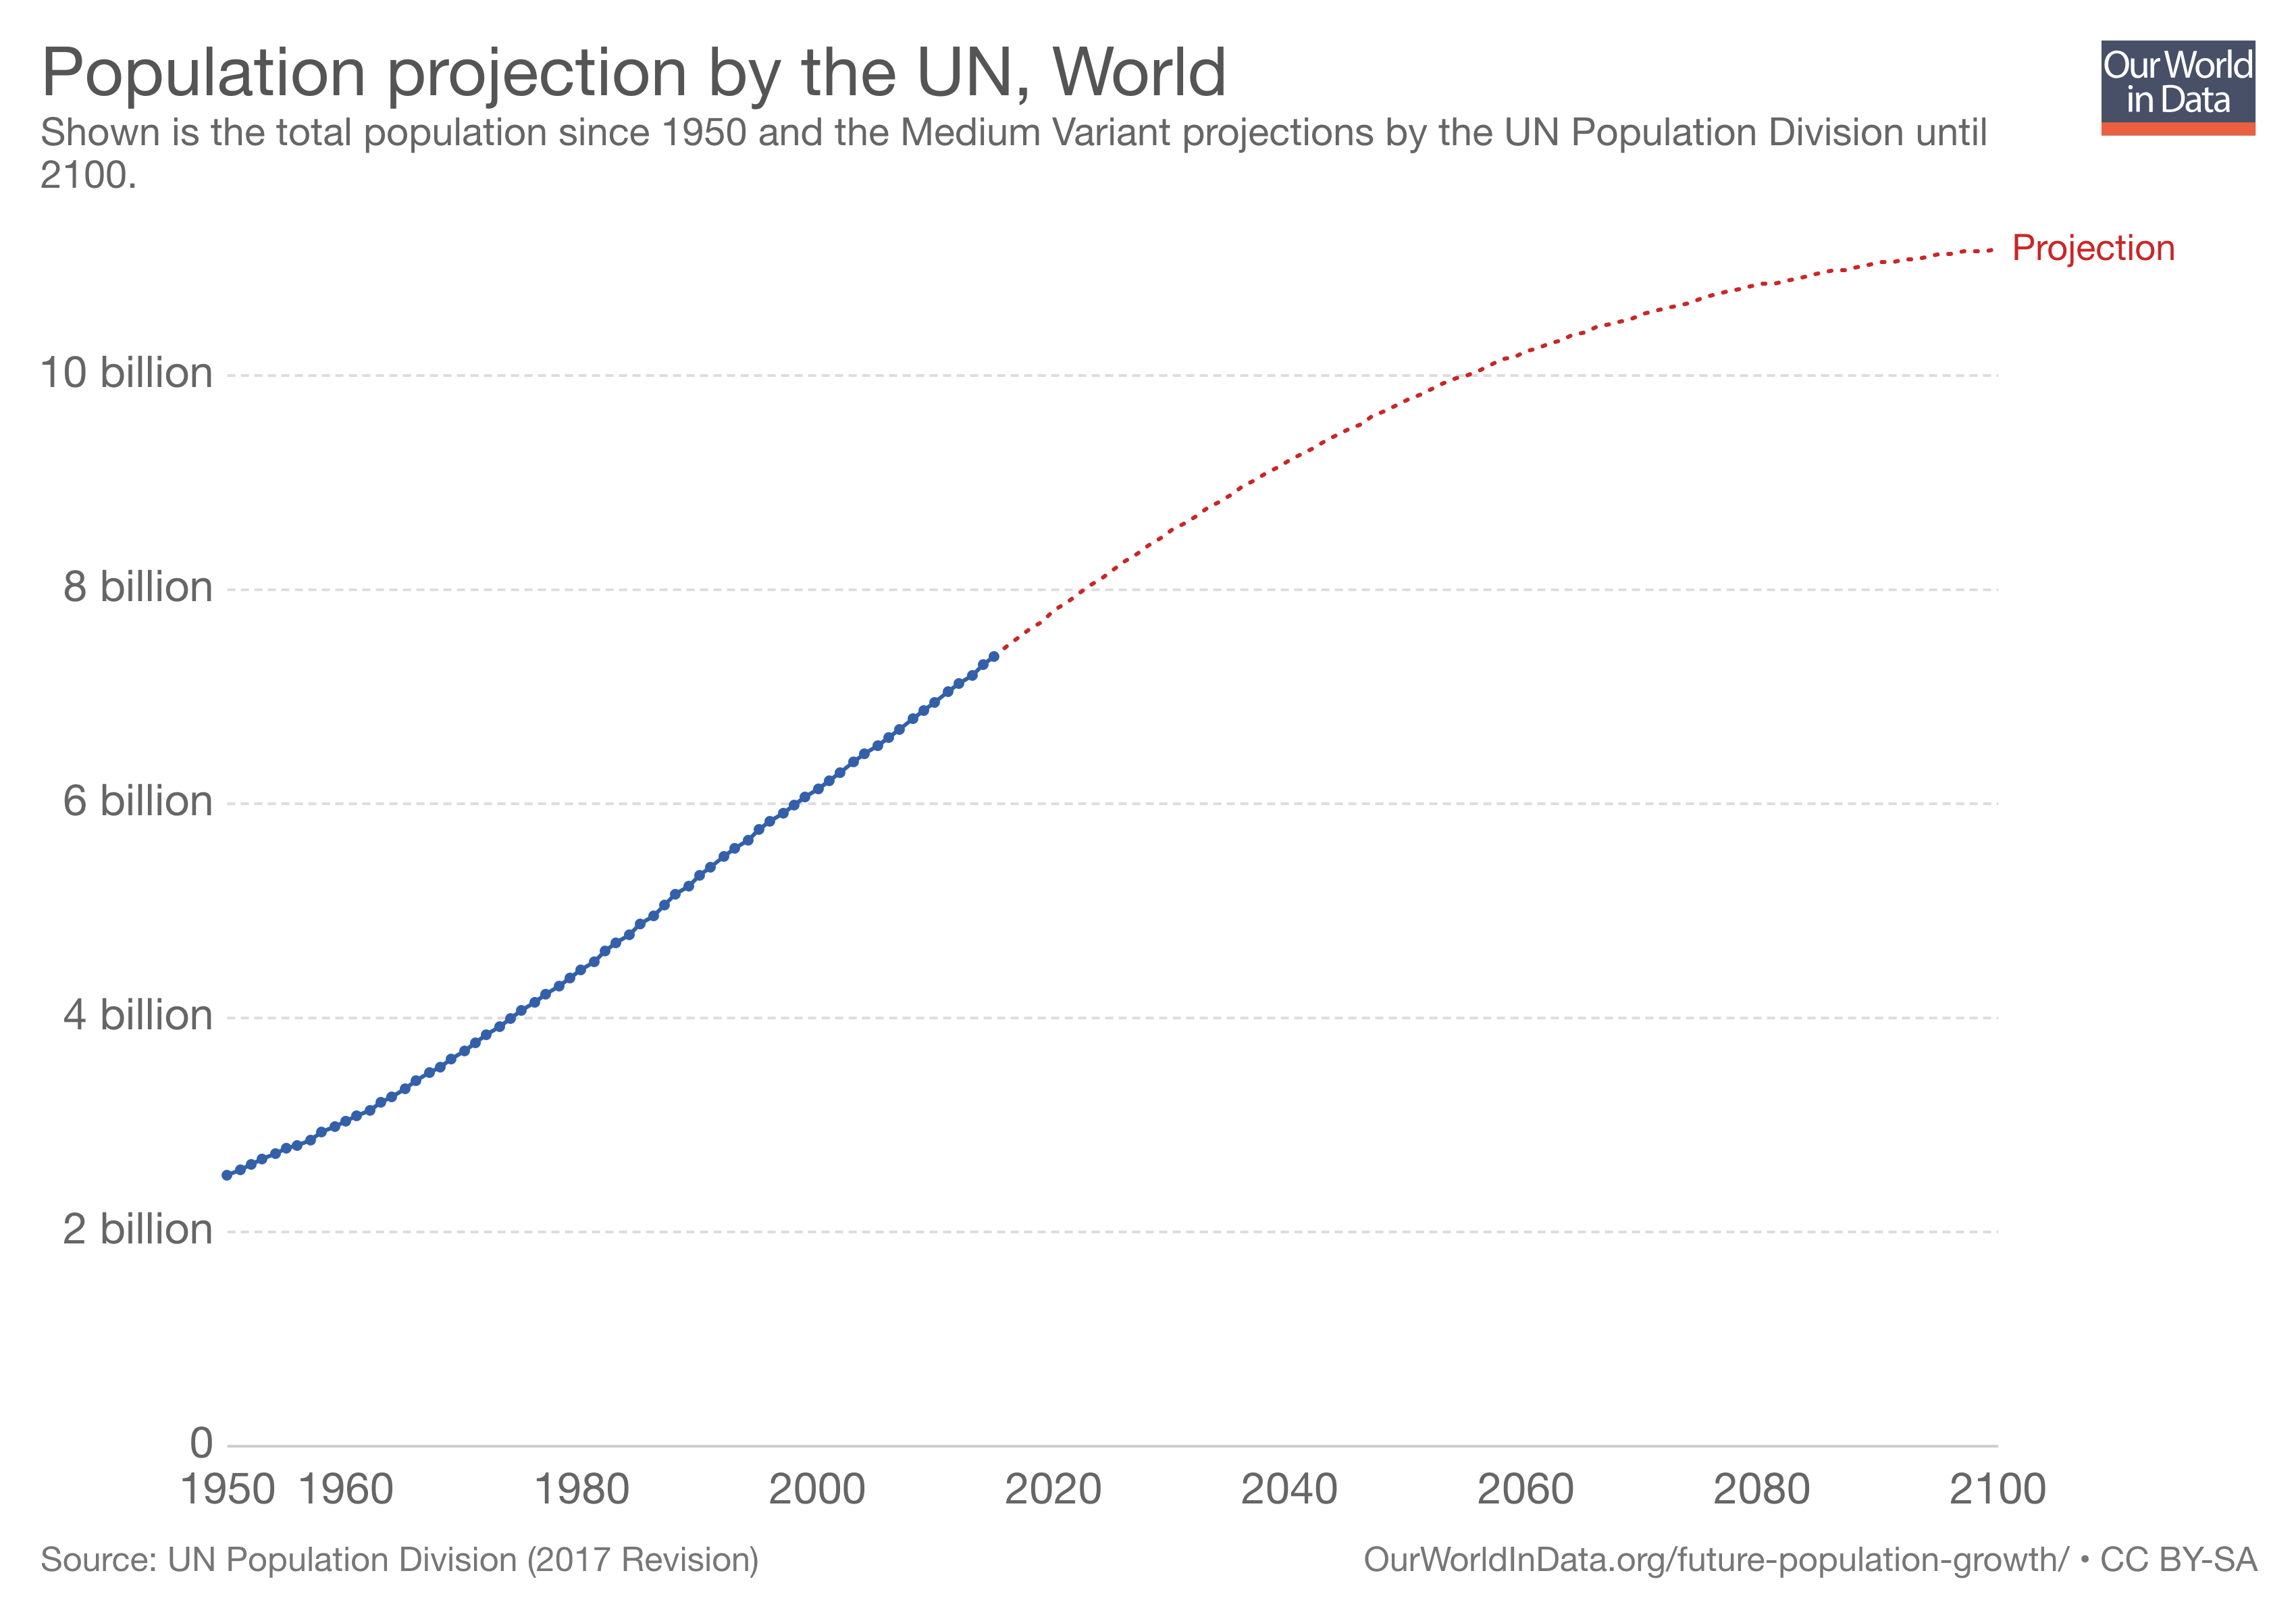 Population projection by the UN, World
Our World
in Data
Shown is the total population since 1950 and the Medium Variant projections by the UN Population Division until
2100.
Projection
10 billion
8 billion
6 billion
4 billion
2 billion
0
1950 1960 1980 2000 2020 2040 2060 2080 2100
Source: UN Population Division (2017 Revision)
OurWorldInData.org/future-population-growth/ • CC BY-SA